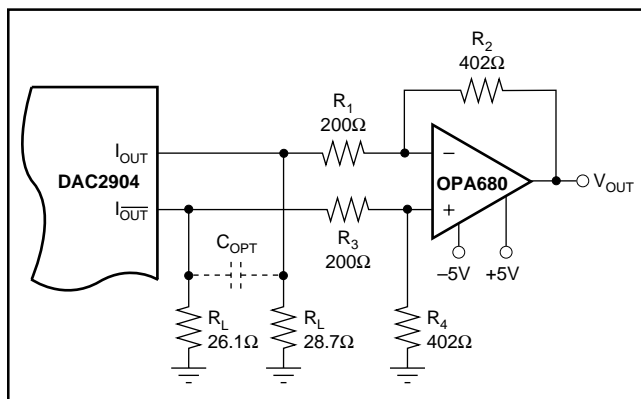 R2
402Ω
R1
200Ω
IOUT
DAC2904
I̅O̅U̅T̅
−
OPA680
+
VOUT
R3
200Ω
COPT
–5V
+5V
RL
26.1Ω
RL
28.7Ω
R4
402Ω